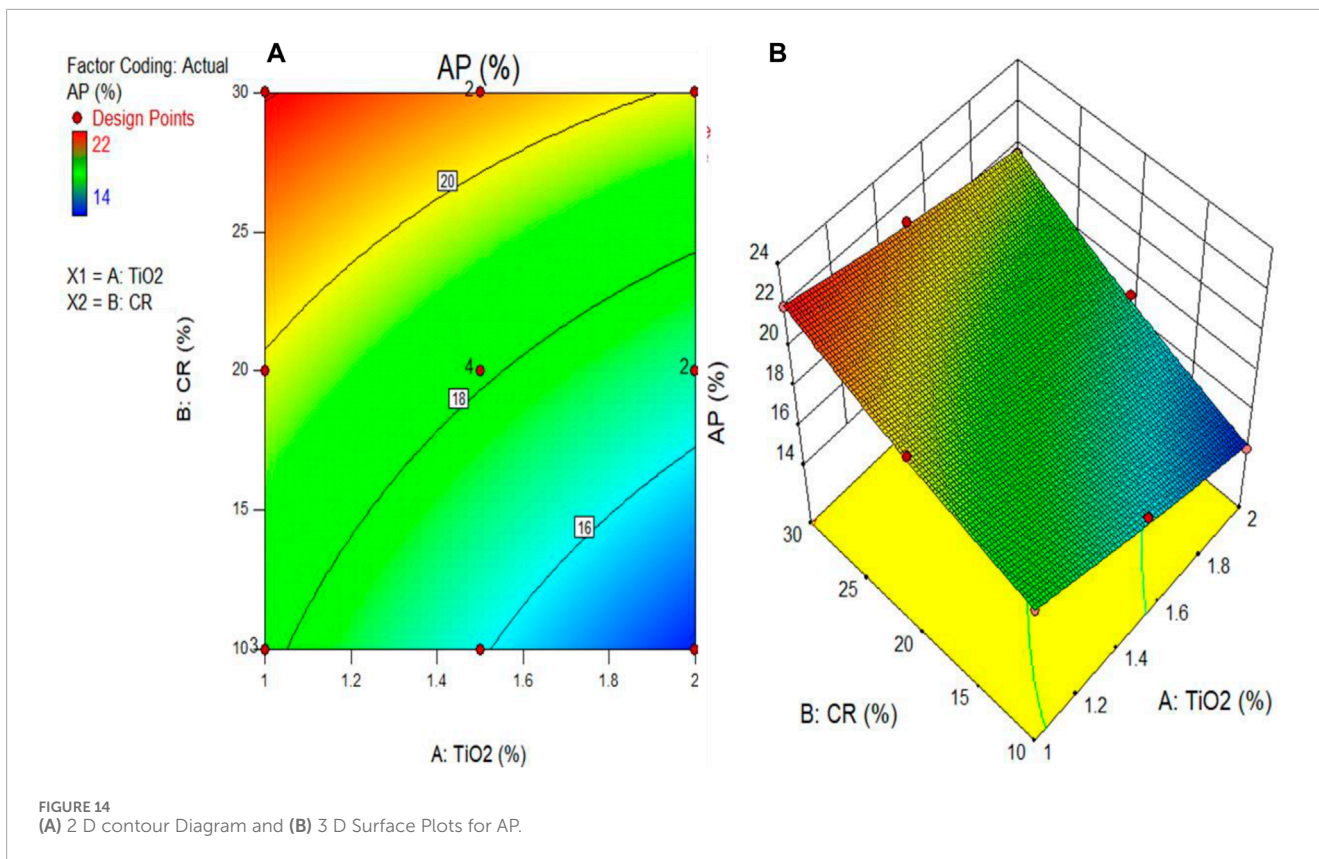 A
B
Factor Coding: Actual
AP (%)
Design Points
22
14
X1 = A: TiO2
X2 = B: CR
AP (%)
30
25
20
15
10
2
20
4
18
2
16
3
1
1.2
1.4
1.6
1.8
2
B: CR (%)
A: TiO2 (%)
24
22
20
18
16
14
AP (%)
30
25
20
15
10
1
1.2
1.4
1.6
1.8
2
B: CR (%)
A: TiO2 (%)
FIGURE 14
(A) 2 D contour Diagram and (B) 3 D Surface Plots for AP.